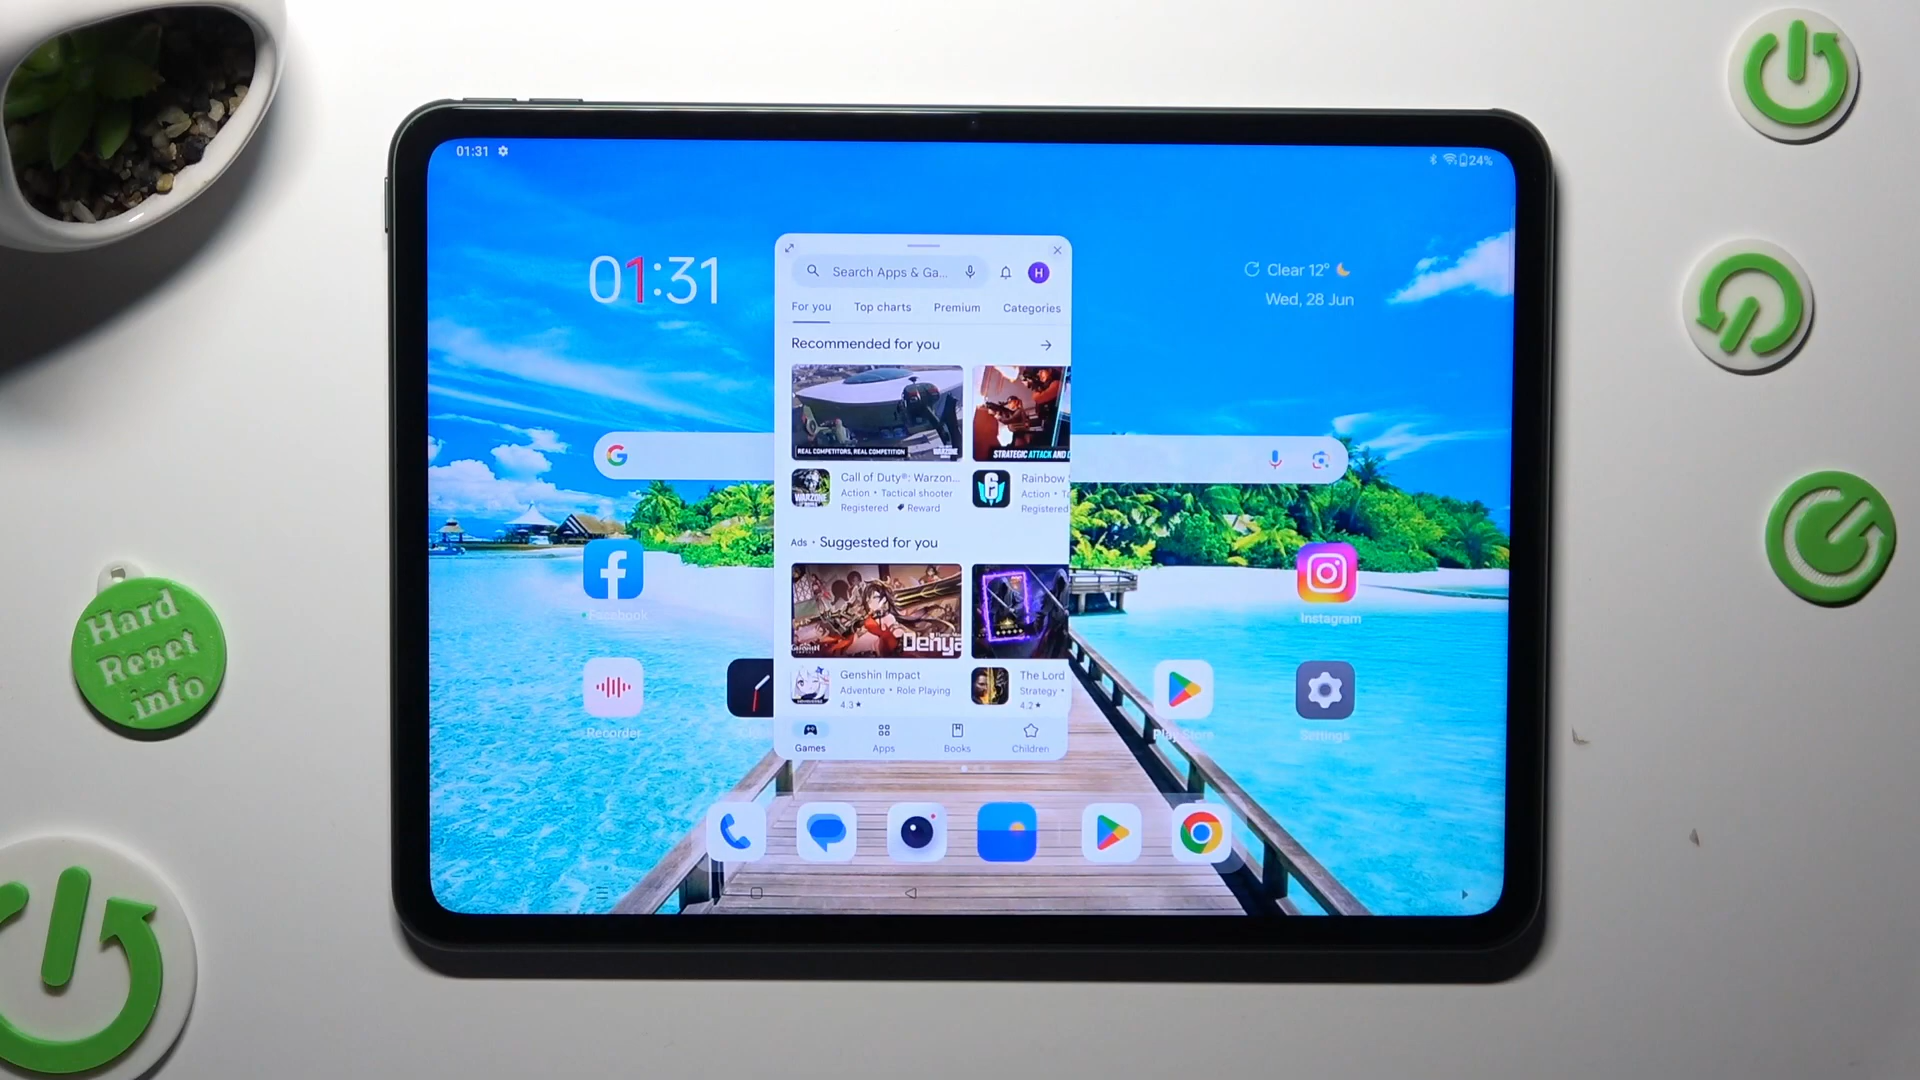 01:31
24%
01:31
Clear 12°
Wed, 28 Jun
Search Apps & Ga...
H
For you
Top charts
Premium
Categories
Recommended for you
REAL COMPETITORS, REAL COMPETITION
WARZONE
STRATEGIC ATTACK AND
Call of Duty®: Warzon...
Action • Tactical shooter
Registered Reward
WARZONE
Rainbow
Action •
Registered
Ads • Suggested for you
Genshin Impact
Adventure • Role Playing
4.3★
The Lord
Strategy •
4.2★
Games
Apps
Books
Children
Facebook
Instagram
Recorder
Play Store
Settings
Hard
Reset
.info